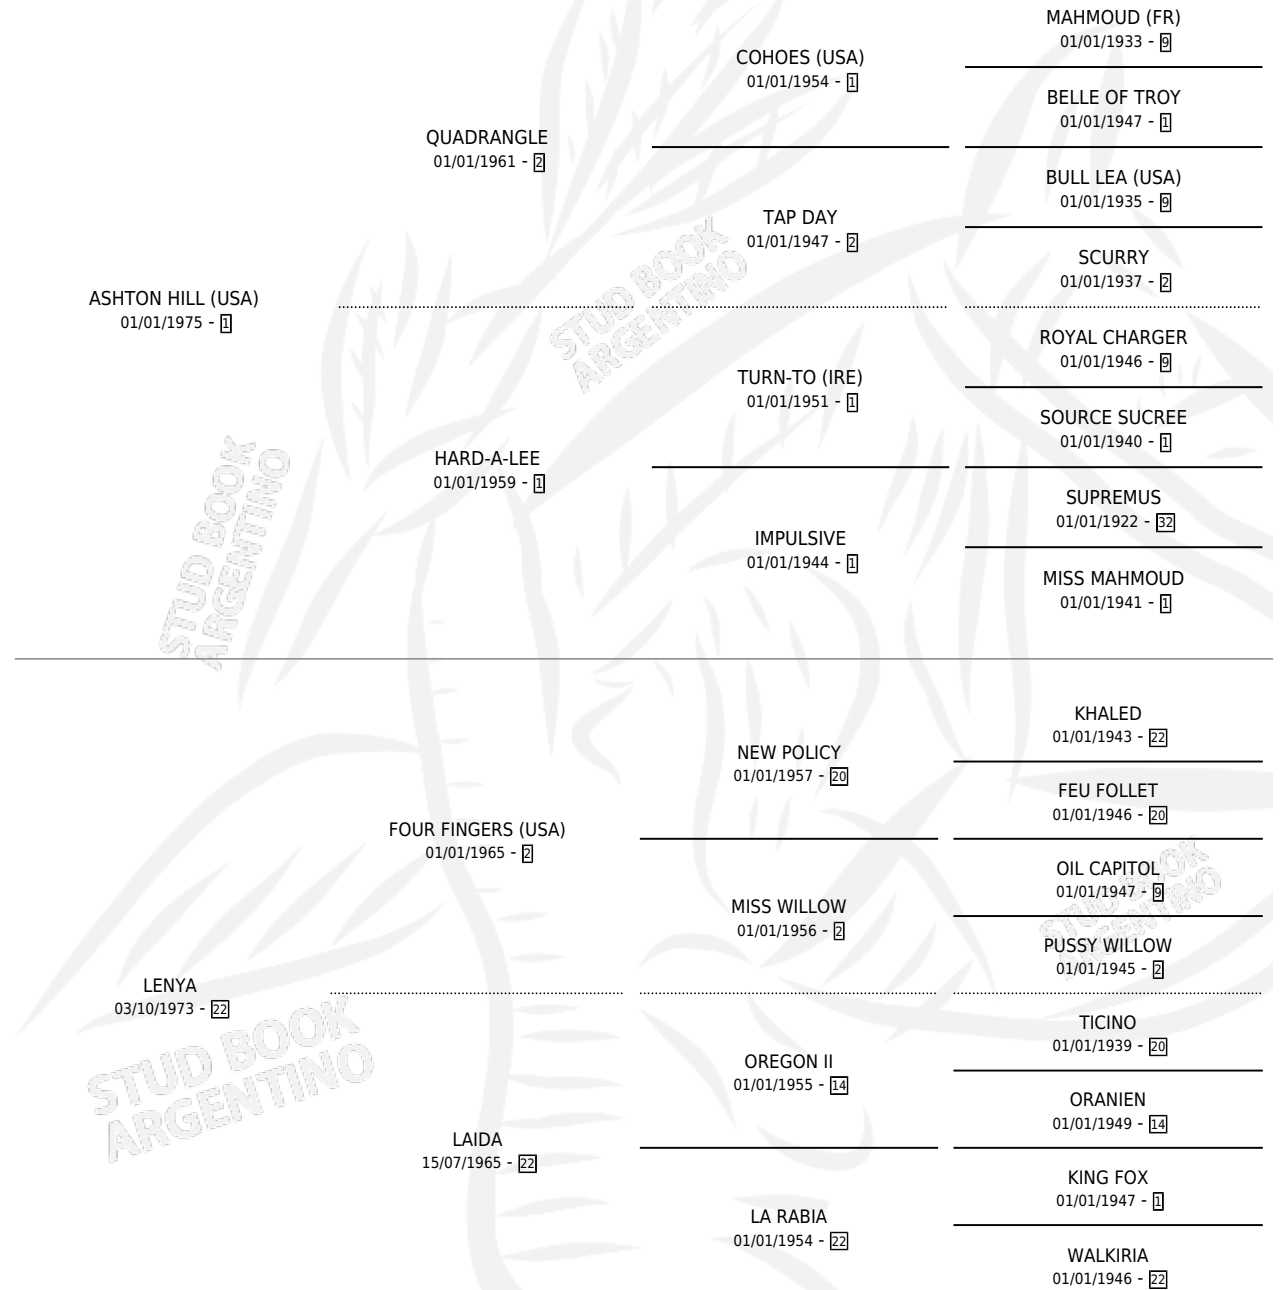 MAHMOUD (FR)
01/01/1933 - 9
COHOES (USA)
01/01/1954 - 1
BELLE OF TROY
01/01/1947 - 1
QUADRANGLE
01/01/1961 - 2
BULL LEA (USA)
01/01/1935 - 9
TAP DAY
01/01/1947 - 2
SCURRY
01/01/1937 - 2
ASHTON HILL (USA)
01/01/1975 - 1
ROYAL CHARGER
01/01/1946 - 9
TURN-TO (IRE)
01/01/1951 - 1
SOURCE SUCREE
01/01/1940 - 1
HARD-A-LEE
01/01/1959 - 1
SUPREMUS
01/01/1922 - 32
IMPULSIVE
01/01/1944 - 1
MISS MAHMOUD
01/01/1941 - 1
KHALED
01/01/1943 - 22
NEW POLICY
01/01/1957 - 20
FEU FOLLET
01/01/1946 - 20
FOUR FINGERS (USA)
01/01/1965 - 2
OIL CAPITOL
01/01/1947 - 9
MISS WILLOW
01/01/1956 - 2
PUSSY WILLOW
01/01/1945 - 2
LENYA
03/10/1973 - 22
TICINO
01/01/1939 - 20
OREGON II
01/01/1955 - 14
ORANIEN
01/01/1949 - 14
LAIDA
15/07/1965 - 22
KING FOX
01/01/1947 - 1
LA RABIA
01/01/1954 - 22
WALKIRIA
01/01/1946 - 22
STUD BOOK
ARGENTINO
STUD BOOK
ARGENTINO
STUD BOOK
ARGENTINO
STUD BOOK
ARGENTINO